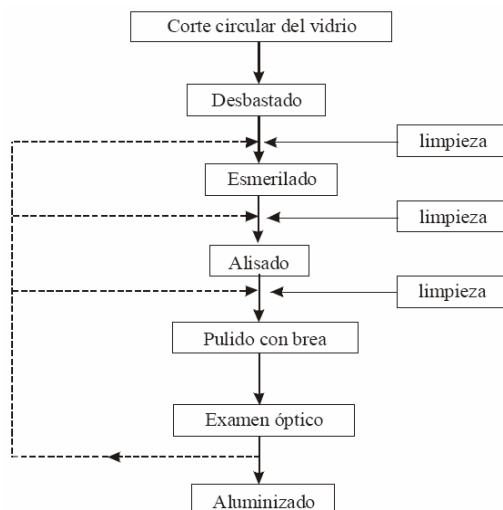 Corte circular del vidrio
Desbastado
limpieza
Esmerilado
limpieza
Alisado
limpieza
Pulido con brea
Examen óptico
Aluminizado